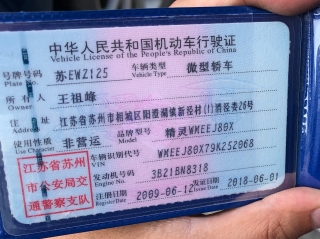 中华人民共和国机动车行驶证
Vehicle License of the People's Republic of China
号牌号码 苏EWZ125 车辆类型 微型轿车
Plate No. Vehicle Type
所有人 王祖峰
Owner
住址 江苏省苏州市相城区阳澄湖镇新泾村(1)消泾娄26号
Address
使用性质 非营运 品牌型号 精灵WMEEJ80X
Use Character Model
江苏省苏州市公安局交通警察支队
车辆识别代号 WMEEJ80X79K252068
VIN
发动机号码 3B21BN8318
Engine No.
注册日期 2009-06-12 发证日期 2018-06-01
Register Date Issue Date